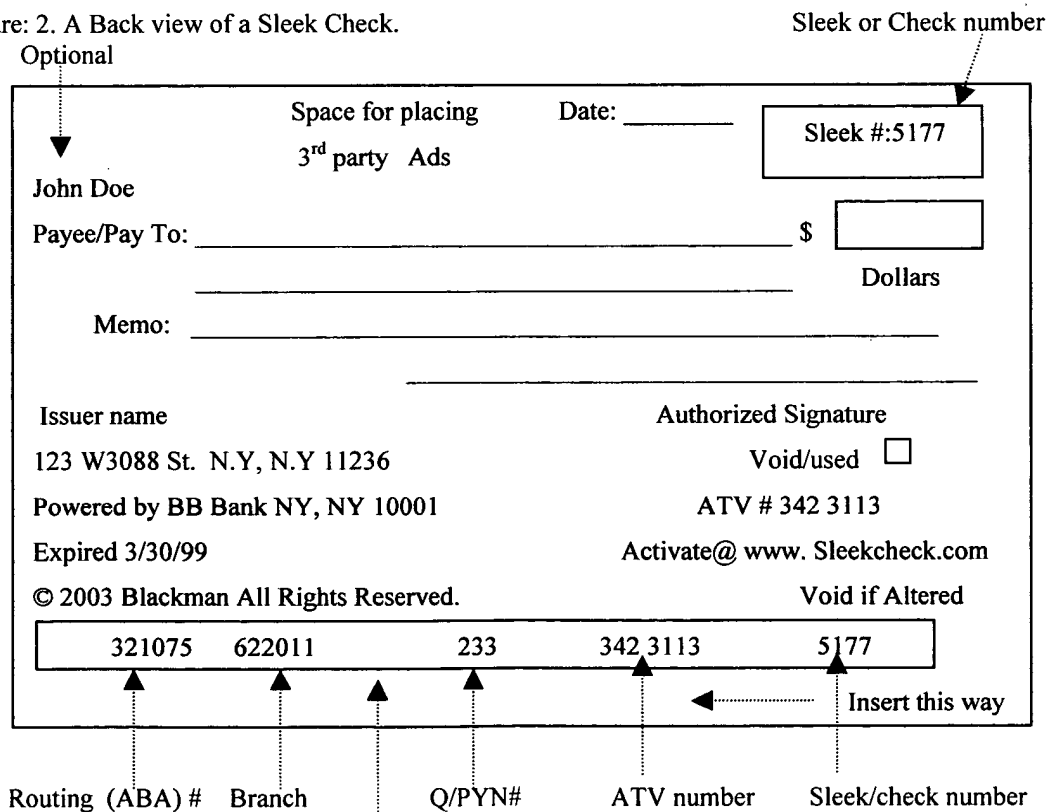 re: 2. A Back view of a Sleek Check.
Sleek or Check number
Optional
Space for placing Date:
Sleek #:5177
3rd party Ads
John Doe
Payee/Pay To: $
Dollars
Memo:
Issuer name Authorized Signature
123 W3088 St. N.Y, N.Y 11236 Void/used
Powered by BB Bank NY, NY 10001 ATV # 342 3113
Expired 3/30/99 Activate@ www. Sleekcheck.com
© 2003 Blackman All Rights Reserved. Void if Altered
321075 622011 233 342 3113 5177
Insert this way
Routing (ABA) # Branch Q/PYN# ATV number Sleek/check number